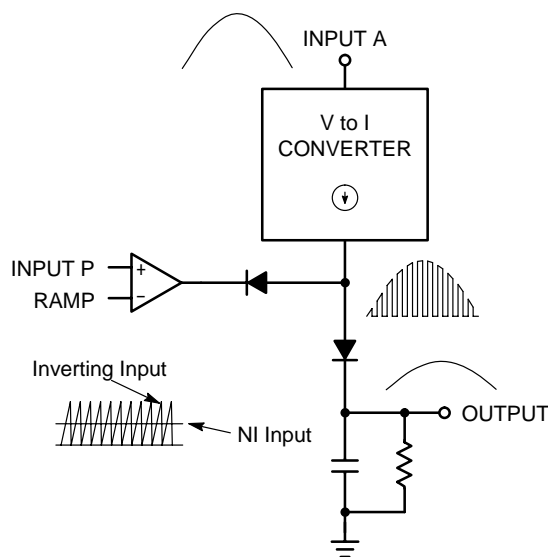 INPUT A
V to I
CONVERTER
INPUT P
+
RAMP
−
Inverting Input
NI Input
OUTPUT